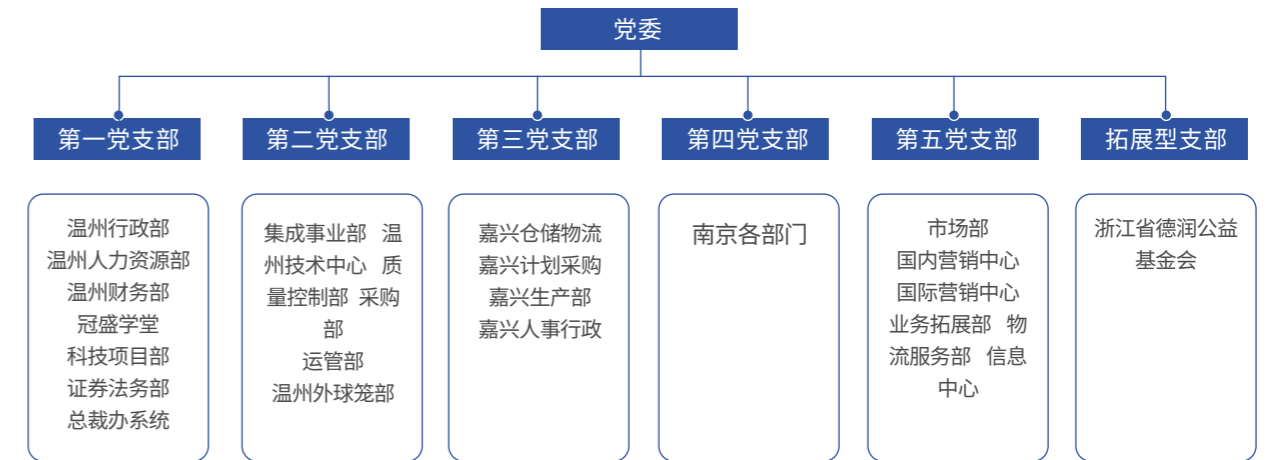 党委
第一党支部
第二党支部
第三党支部
第四党支部
第五党支部
拓展型支部
温州行政部
温州人力资源部
温州财务部
冠盛学堂
科技项目部
证券法务部
总裁办系统
集成事业部 温
州技术中心 质
量控制部 采购
部
运管部
温州外球笼部
嘉兴仓储物流
嘉兴计划采购
嘉兴生产部
嘉兴人事行政
南京各部门
市场部
国内营销中心
国际营销中心
业务拓展部 物
流服务部 信息
中心
浙江省德润公益
基金会